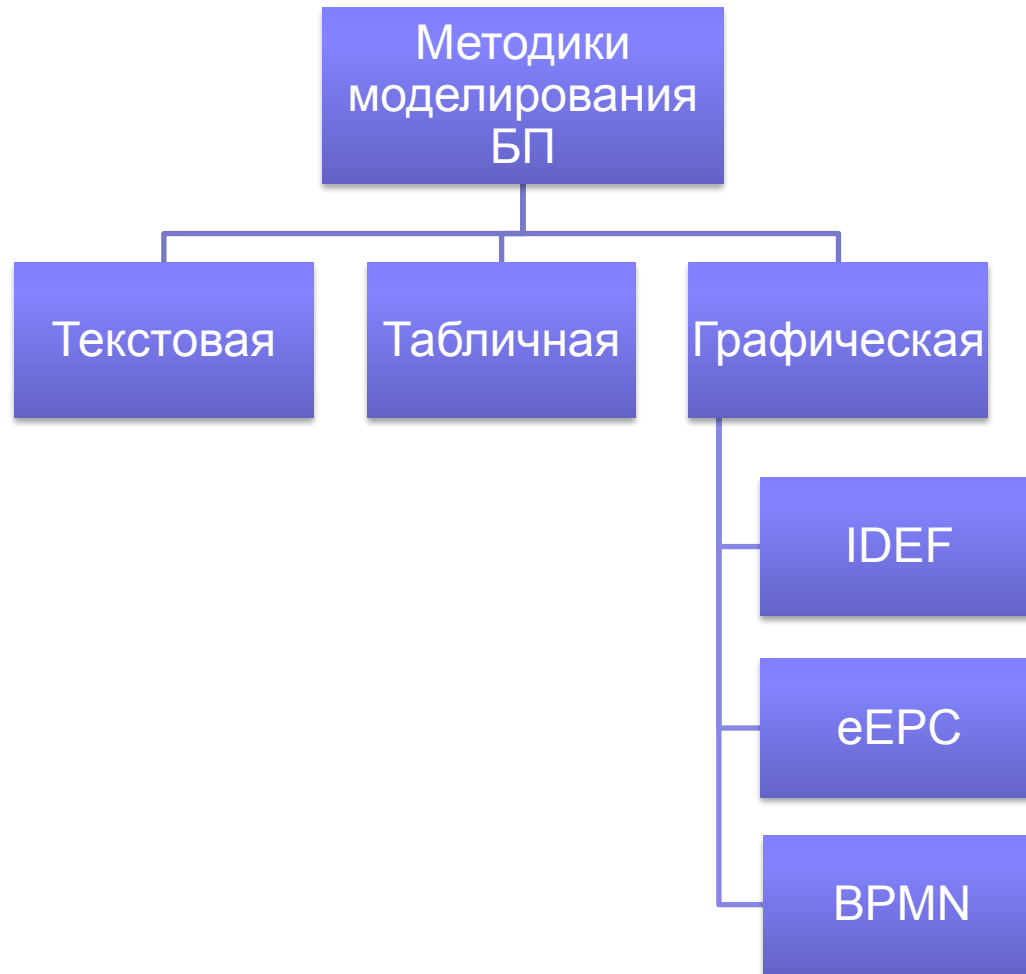 Методики
моделирования
БП
Текстовая
Табличная
Графическая
IDEF
eEPC
BPMN